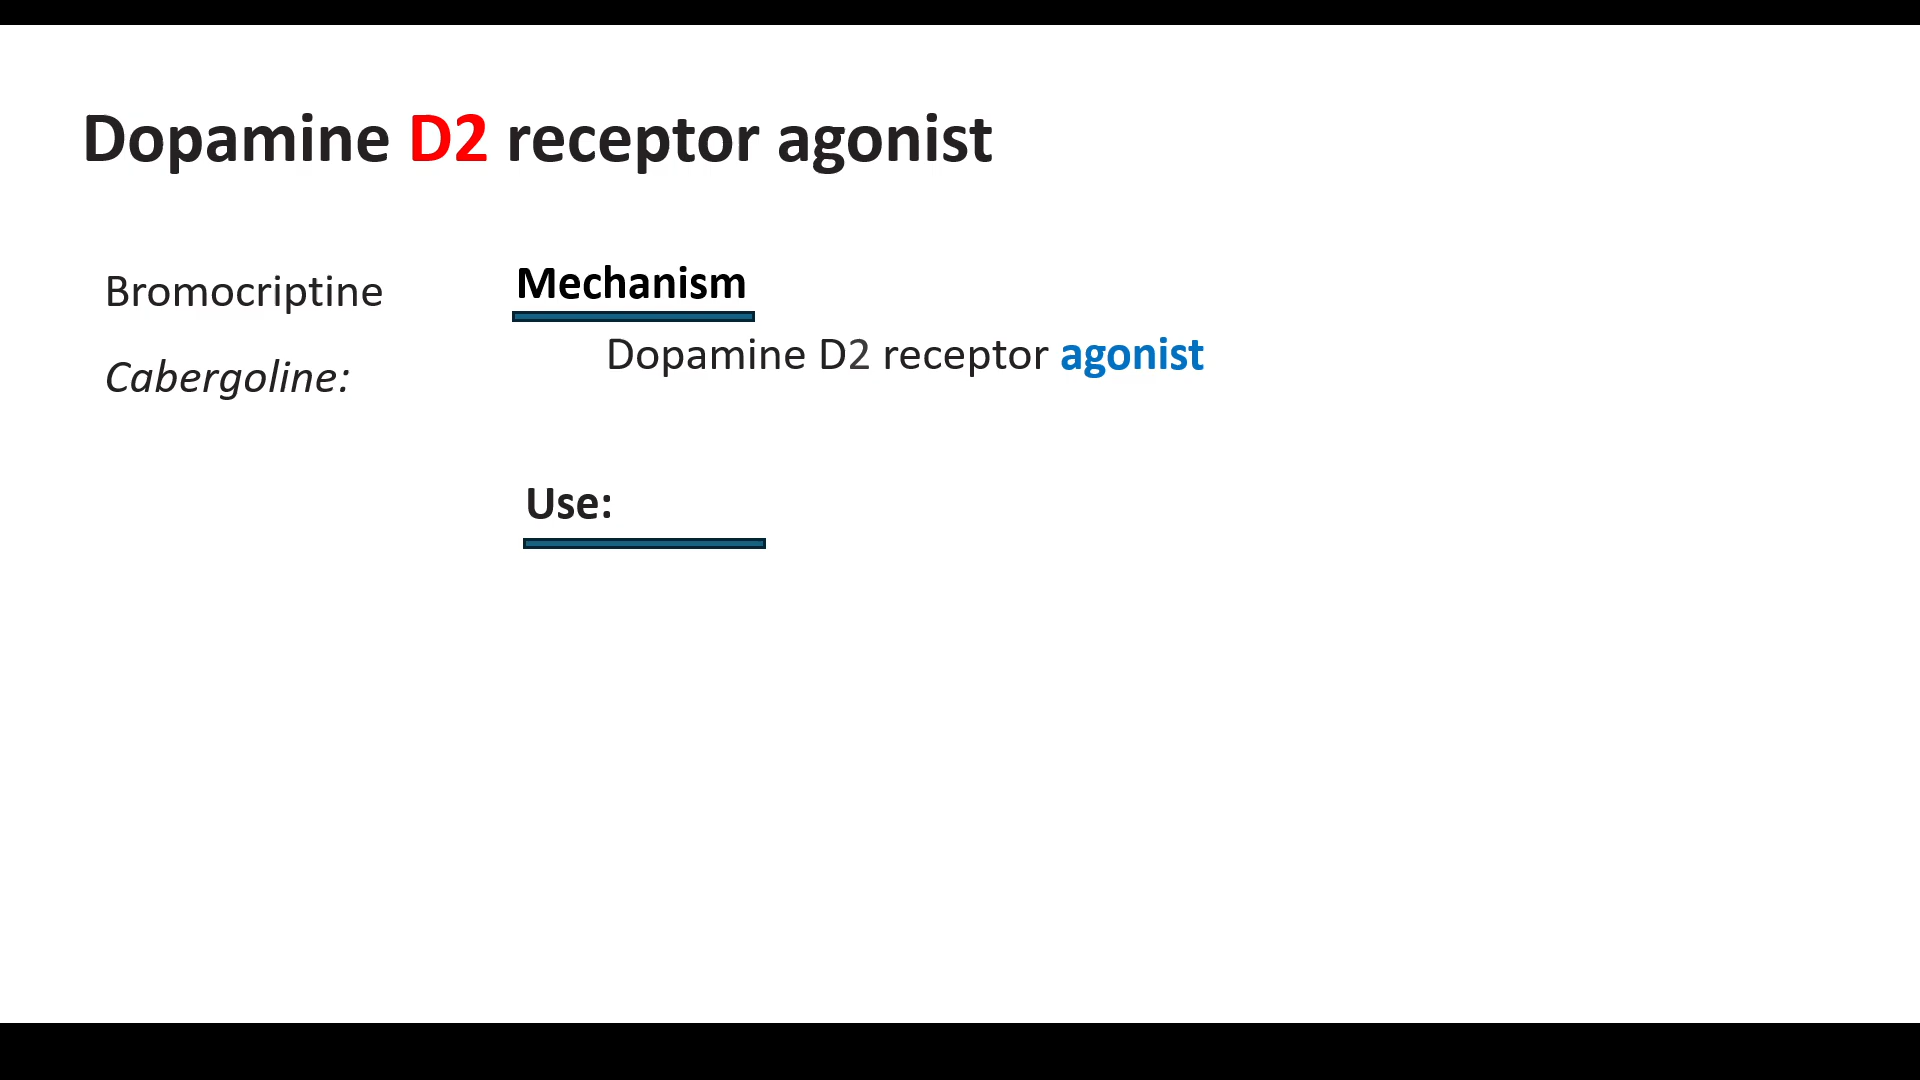 Dopamine D2 receptor agonist
Bromocriptine
Cabergoline:
Mechanism
Dopamine D2 receptor agonist
Use: